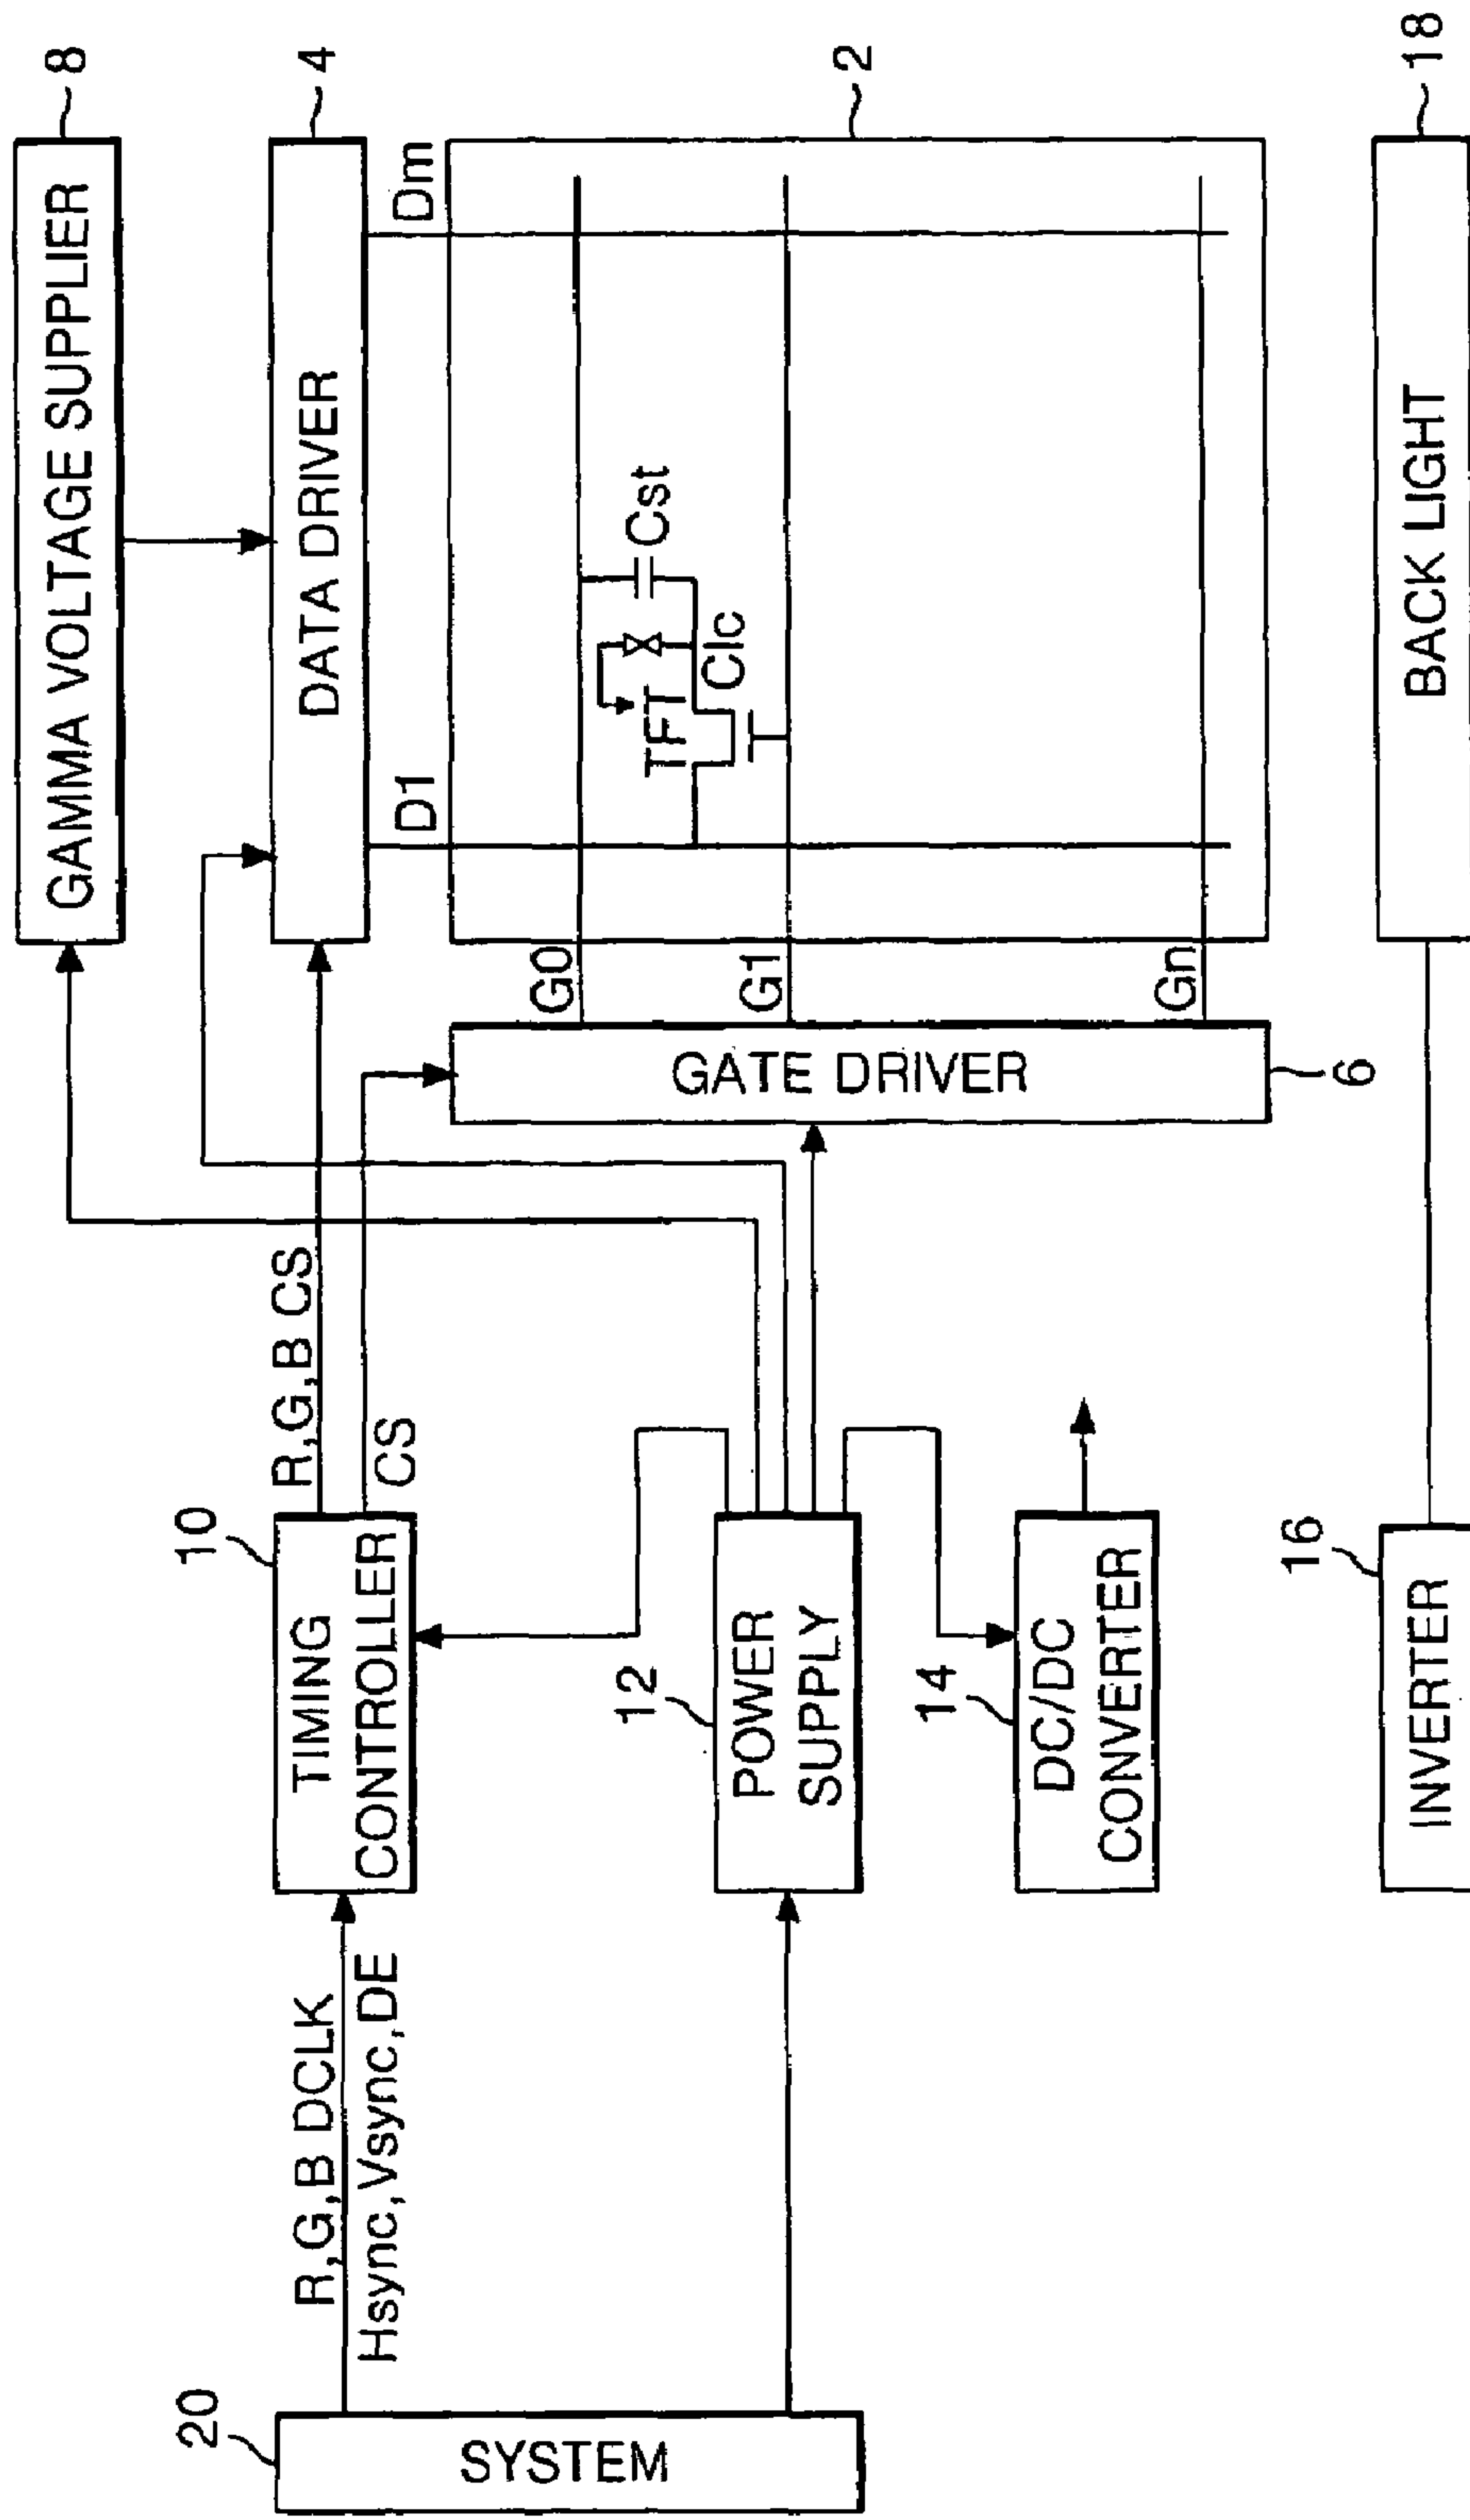 GAMMA VOLTAGE SUPPLIER
8
DATA DRIVER
4
R,G,B CS
CS
D1
Dm
10
TIMING
CONTROLLER
R,G,B DCLK
Hsync,Vsync,DE
20
SYSTEM
G0
G1
Gn
GATE DRIVER
6
TFT
Clc
Cst
2
12
POWER
SUPPLY
14
DC/DC
CONVERTER
16
INVERTER
BACK LIGHT
18